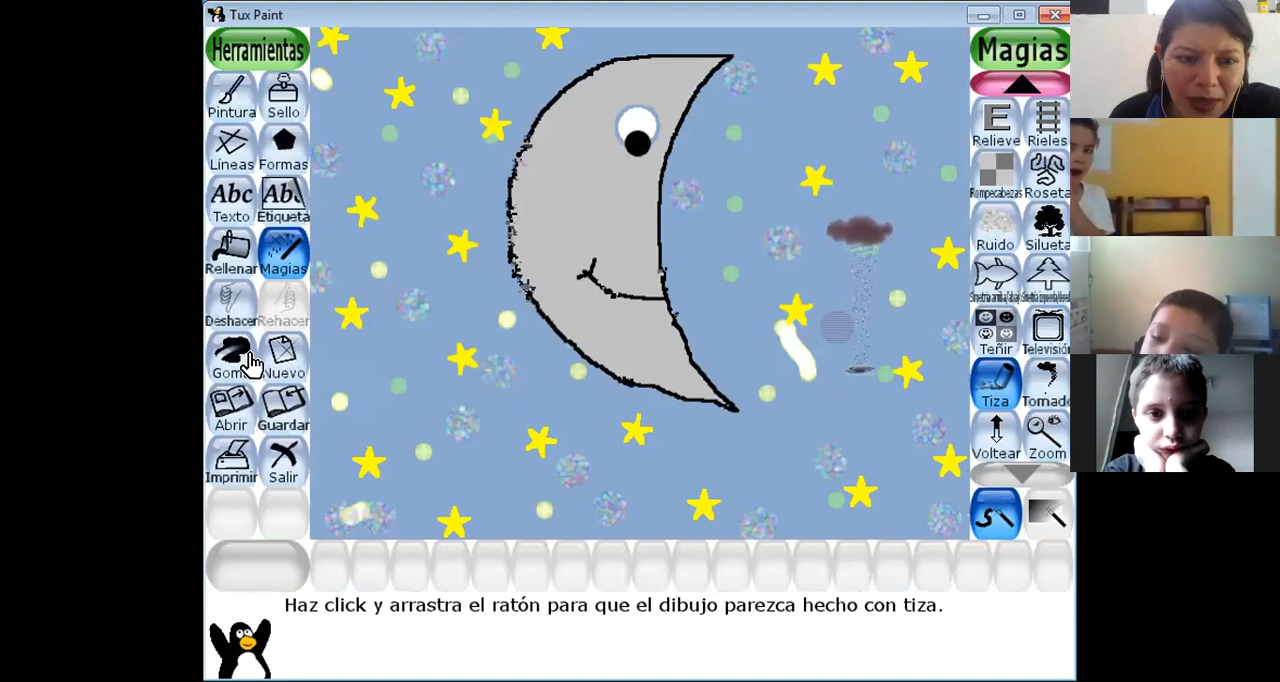 Tux Paint
Herramientas
Pintura Sello
Líneas Formas
Abc Abc
Texto Etiqueta
Rellenar Magias
Deshacer Rehacer
Goma Nuevo
Abrir Guardar
Imprimir Salir
Magias
E
Relieve Rieles
Rompecabezas Roseta
Ruido Silueta
Teñir Televisión
Tiza Tornado
Voltear Zoom
Haz click y arrastra el ratón para que el dibujo parezca hecho con tiza.